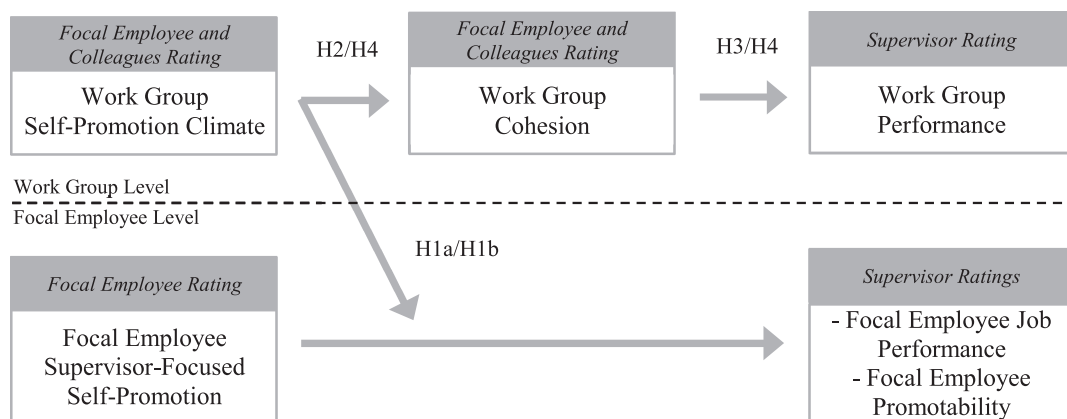 Focal Employee and
Colleagues Rating
Work Group
Self-Promotion Climate
H2/H4
Focal Employee and
Colleagues Rating
Work Group
Cohesion
H3/H4
Supervisor Rating
Work Group
Performance
Work Group Level
Focal Employee Level
H1a/H1b
Focal Employee Rating
Focal Employee
Supervisor-Focused
Self-Promotion
Supervisor Ratings
- Focal Employee Job
Performance
- Focal Employee
Promotability